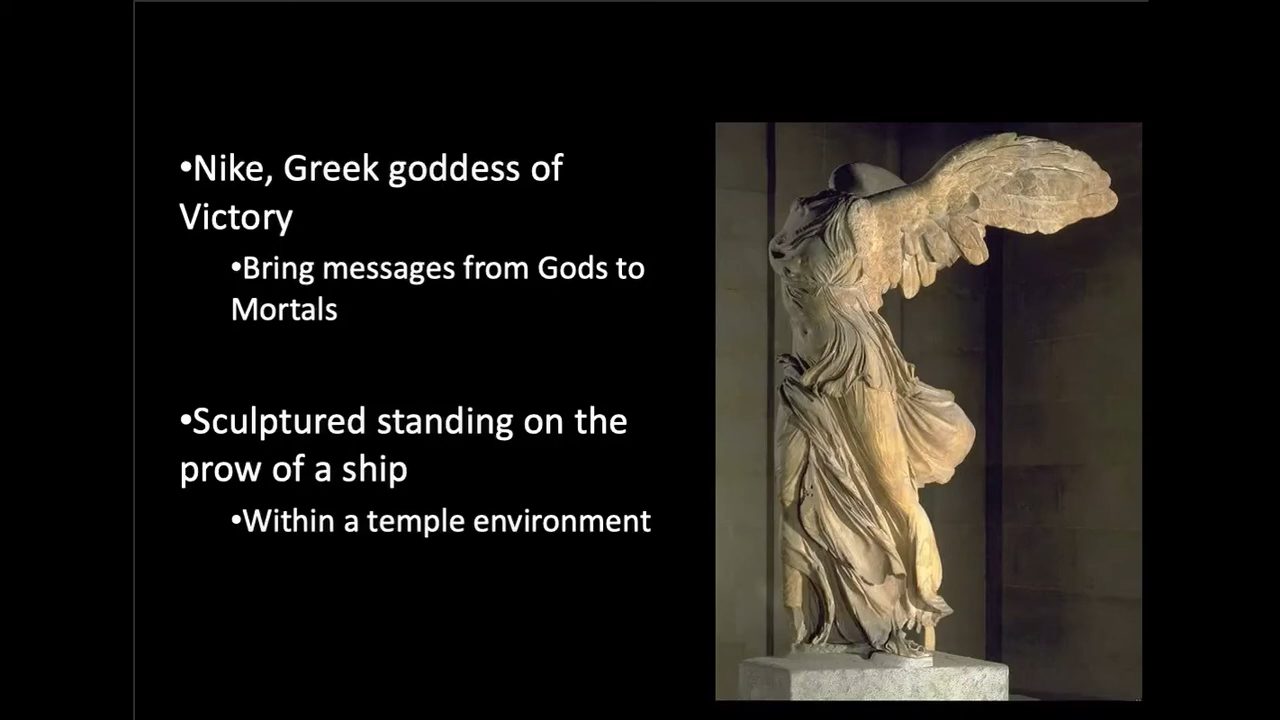 •Nike, Greek goddess of
Victory
•Bring messages from Gods to
Mortals
•Sculptured standing on the
prow of a ship
•Within a temple environment